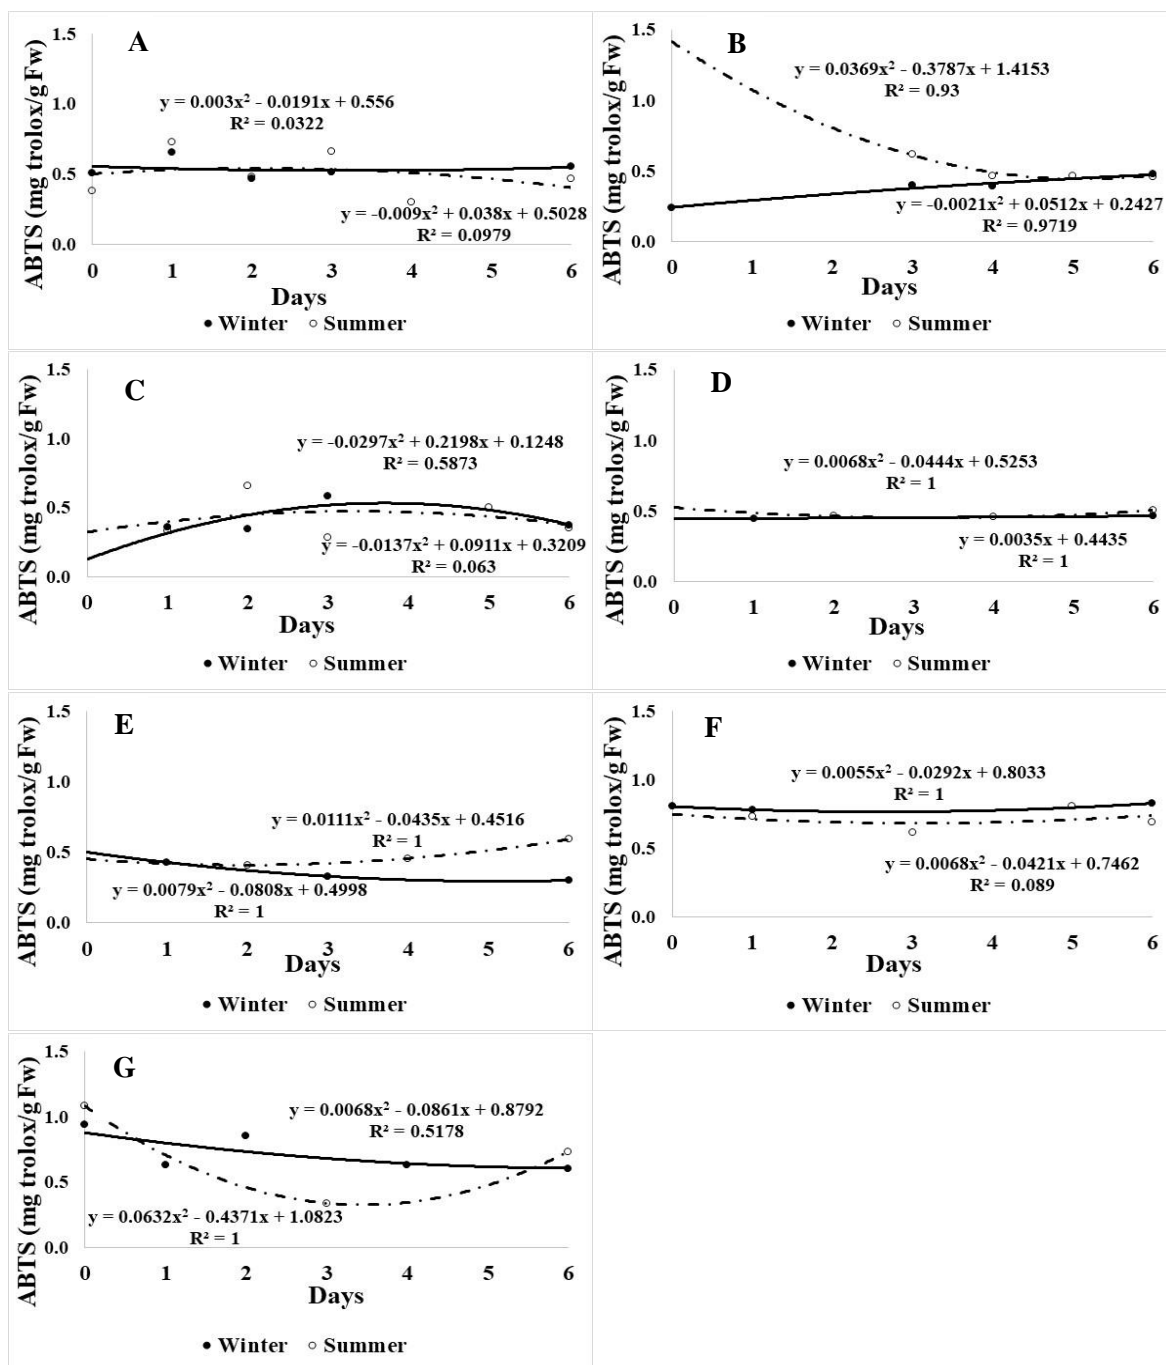 A
ABTS (mg trolox/g Fw)
1.5
1.0
0.5
0.0
y = 0.003x² - 0.0191x + 0.556
R² = 0.0322
y = -0.009x² + 0.038x + 0.5028
R² = 0.0979
0 1 2 3 4 5 6
Days
Winter Summer
B
ABTS (mg trolox/g Fw)
1.5
1.0
0.5
0.0
y = 0.0369x² - 0.3787x + 1.4153
R² = 0.93
y = -0.0021x² + 0.0512x + 0.2427
R² = 0.9719
0 1 2 3 4 5 6
Days
Winter Summer
C
ABTS (mg trolox/g Fw)
1.5
1.0
0.5
0.0
y = -0.0297x² + 0.2198x + 0.1248
R² = 0.5873
y = -0.0137x² + 0.0911x + 0.3209
R² = 0.063
0 1 2 3 4 5 6
Days
Winter Summer
D
ABTS (mg trolox/g Fw)
1.5
1.0
0.5
0.0
y = 0.0068x² - 0.0444x + 0.5253
R² = 1
y = 0.0035x + 0.4435
R² = 1
0 1 2 3 4 5 6
Days
Winter Summer
E
ABTS (mg trolox/g Fw)
1.5
1.0
0.5
0.0
y = 0.0111x² - 0.0435x + 0.4516
R² = 1
y = 0.0079x² - 0.0808x + 0.4998
R² = 1
0 1 2 3 4 5 6
Days
Winter Summer
F
ABTS (mg trolox/g Fw)
1.5
1.0
0.5
0.0
y = 0.0055x² - 0.0292x + 0.8033
R² = 1
y = 0.0068x² - 0.0421x + 0.7462
R² = 0.089
0 1 2 3 4 5 6
Days
Winter Summer
G
ABTS (mg trolox/g Fw)
1.5
1.0
0.5
0.0
y = 0.0068x² - 0.0861x + 0.8792
R² = 0.5178
y = 0.0632x² - 0.4371x + 1.0823
R² = 1
0 1 2 3 4 5 6
Days
Winter Summer